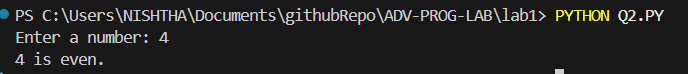 PS C:\Users\NISHTHA\Documents\githubRepo\ADV-PROG-LAB\lab1> PYTHON Q2.PY
Enter a number: 4
4 is even.